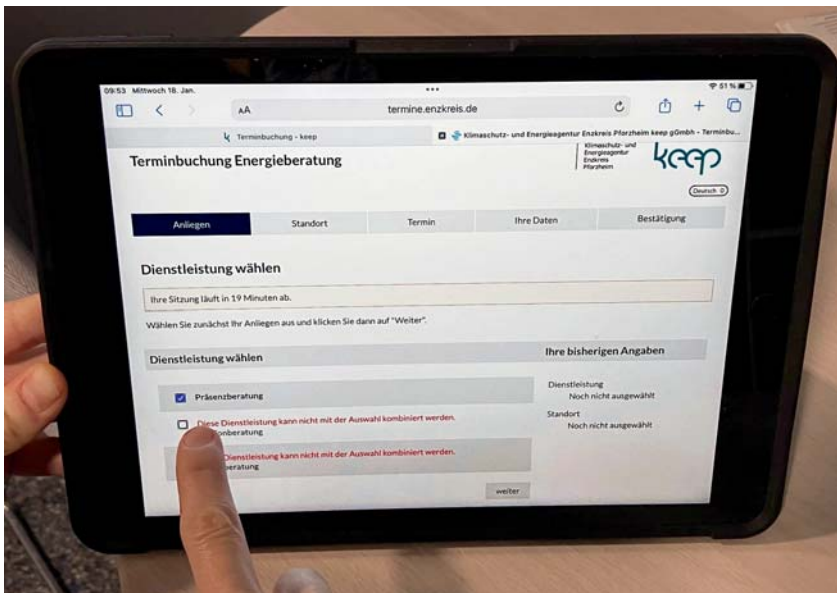 09:53 Mittwoch 18. Jan.
51 %
AA
termine.enzkreis.de
Terminbuchung - keep
Klimaschutz- und Energieagentur Enzkreis Pforzheim keep gGmbh - Terminbu...
Terminbuchung Energieberatung
Klimaschutz- und
Energieagentur
Enzkreis
Pforzheim
keep
Deutsch
Anliegen
Standort
Termin
Ihre Daten
Bestätigung
Dienstleistung wählen
Ihre Sitzung läuft in 19 Minuten ab.
Wählen Sie zunächst Ihr Anliegen aus und klicken Sie dann auf "Weiter".
Dienstleistung wählen
Präsenzberatung
Diese Dienstleistung kann nicht mit der Auswahl kombiniert werden.
Dienstleistung kann nicht mit der Auswahl kombiniert werden.
weiter
Ihre bisherigen Angaben
Dienstleistung
Noch nicht ausgewählt
Standort
Noch nicht ausgewählt